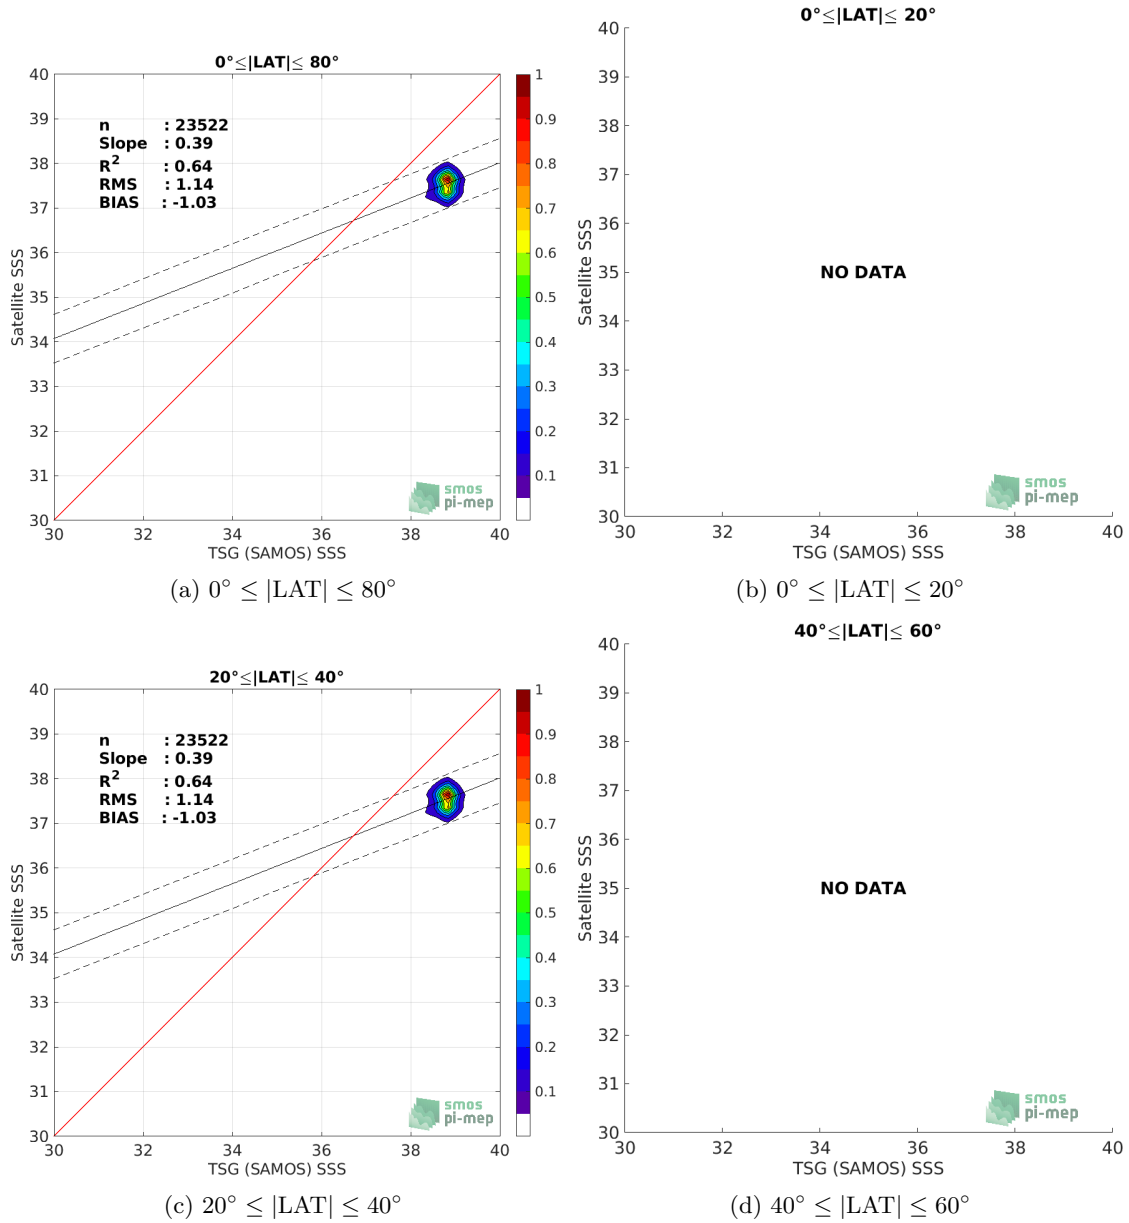 0°≤|LAT|≤ 80°
40
39
38
37
36
35
34
33
32
31
30
Satellite SSS
n : 23522
Slope : 0.39
R2 : 0.64
RMS : 1.14
BIAS : -1.03
1
0.9
0.8
0.7
0.6
0.5
0.4
0.3
0.2
0.1
smos
pi-mep
30 32 34 36 38 40
TSG (SAMOS) SSS
(a) 0° ≤ |LAT| ≤ 80°
0°≤|LAT|≤ 20°
40
39
38
37
36
35
34
33
32
31
30
Satellite SSS
NO DATA
smos
pi-mep
30 32 34 36 38 40
TSG (SAMOS) SSS
(b) 0° ≤ |LAT| ≤ 20°
20°≤|LAT|≤ 40°
40
39
38
37
36
35
34
33
32
31
30
Satellite SSS
n : 23522
Slope : 0.39
R2 : 0.64
RMS : 1.14
BIAS : -1.03
1
0.9
0.8
0.7
0.6
0.5
0.4
0.3
0.2
0.1
smos
pi-mep
30 32 34 36 38 40
TSG (SAMOS) SSS
(c) 20° ≤ |LAT| ≤ 40°
40°≤|LAT|≤ 60°
40
39
38
37
36
35
34
33
32
31
30
Satellite SSS
NO DATA
smos
pi-mep
30 32 34 36 38 40
TSG (SAMOS) SSS
(d) 40° ≤ |LAT| ≤ 60°